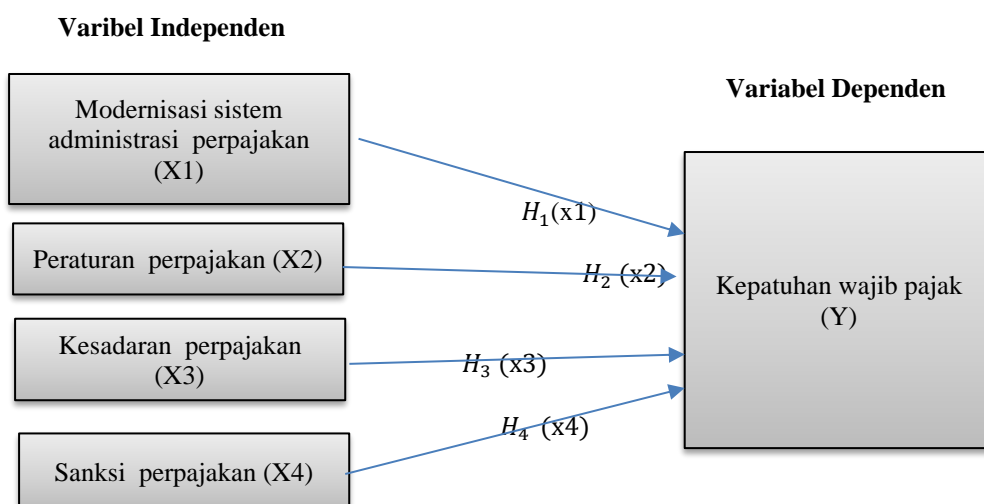 Varibel Independen
Variabel Dependen
Modernisasi sistem
administrasi perpajakan
(X1)
H₁(x1)
Peraturan perpajakan (X2)
H₂ (x2)
Kepatuhan wajib pajak
(Y)
Kesadaran perpajakan
(X3)
H₃ (x3)
H₄ (x4)
Sanksi perpajakan (X4)